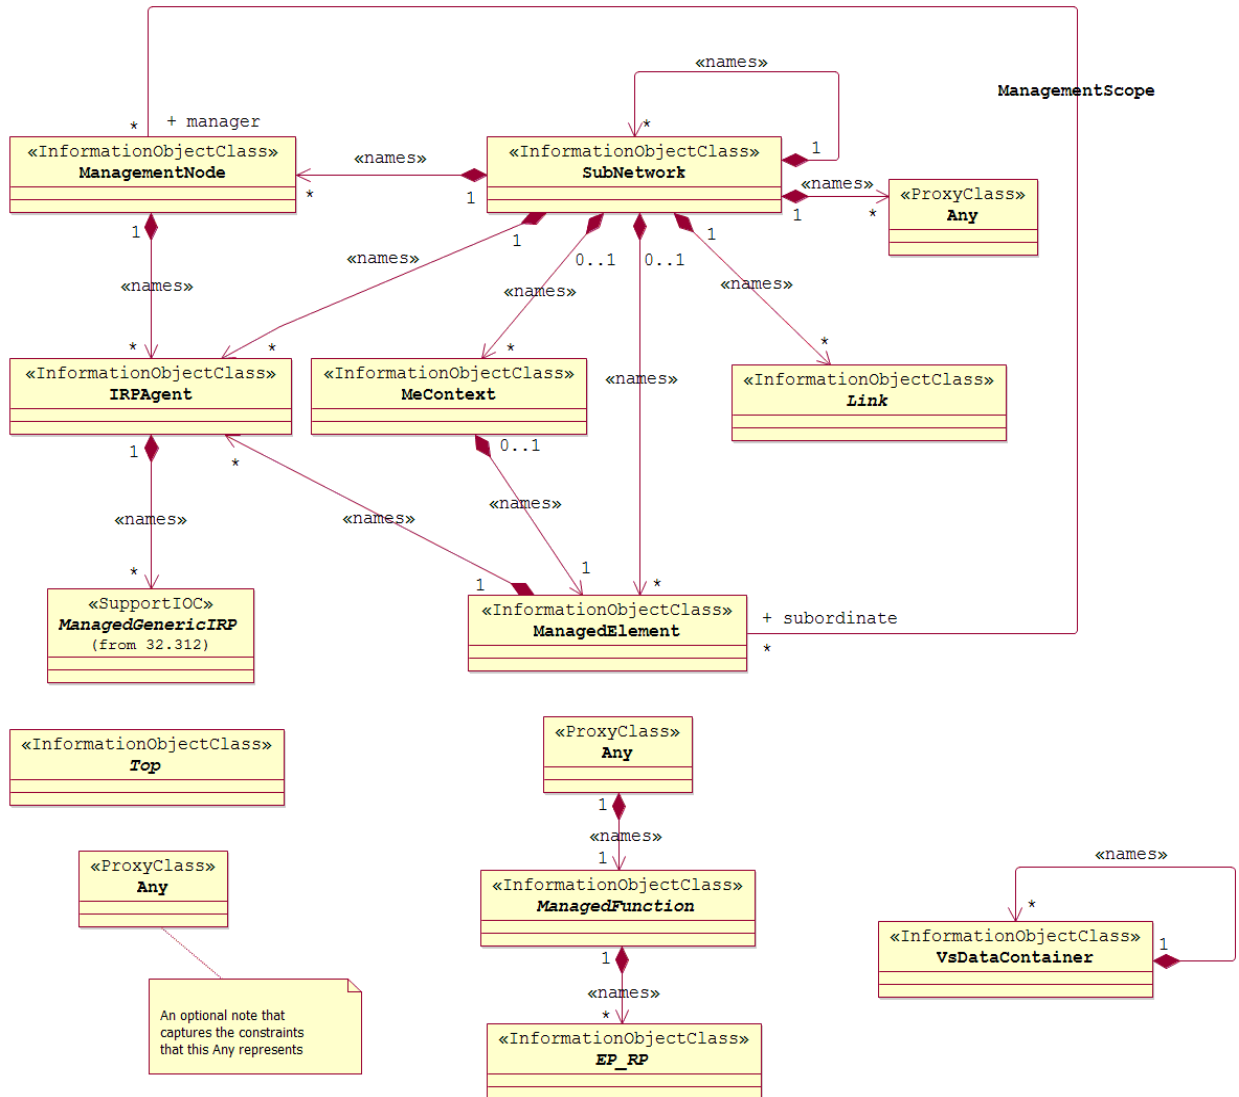 «names»
ManagementScope
*
+ manager
*
«InformationObjectClass»
ManagementNode
«names»
*
1
«InformationObjectClass»
SubNetwork
1
«names»
1
*
«ProxyClass»
Any
1
«names»
*
1
«names»
*
0..1
«names»
*
0..1
«names»
*
1
«names»
*
«InformationObjectClass»
IRPAgent
«InformationObjectClass»
MeContext
«InformationObjectClass»
Link
1
*
0..1
«names»
«names»
«names»
*
1
1
«SupportIOC»
ManagedGenericIRP
(from 32.312)
«InformationObjectClass»
ManagedElement
+ subordinate
*
«InformationObjectClass»
Top
«ProxyClass»
Any
1
«names»
1
«ProxyClass»
Any
«InformationObjectClass»
ManagedFunction
«names»
*
«InformationObjectClass»
VsDataContainer
1
1
«names»
*
An optional note that
captures the constraints
that this Any represents
«InformationObjectClass»
EP_RP